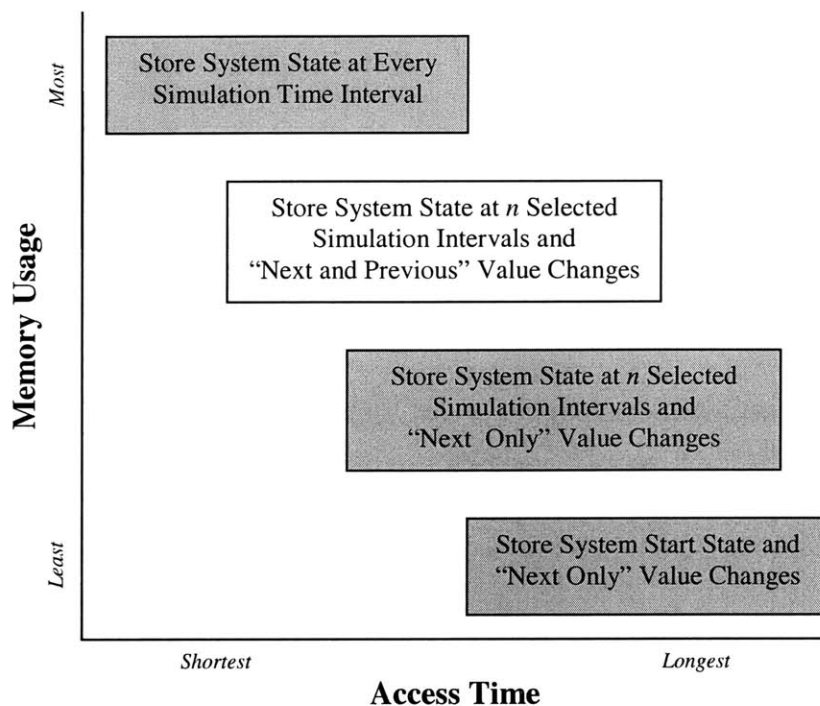 Most
Store System State at Every
Simulation Time Interval
Store System State at n Selected
Simulation Intervals and
“Next and Previous” Value Changes
Memory Usage
Store System State at n Selected
Simulation Intervals and
“Next Only” Value Changes
Least
Store System Start State and
“Next Only” Value Changes
Shortest
Longest
Access Time